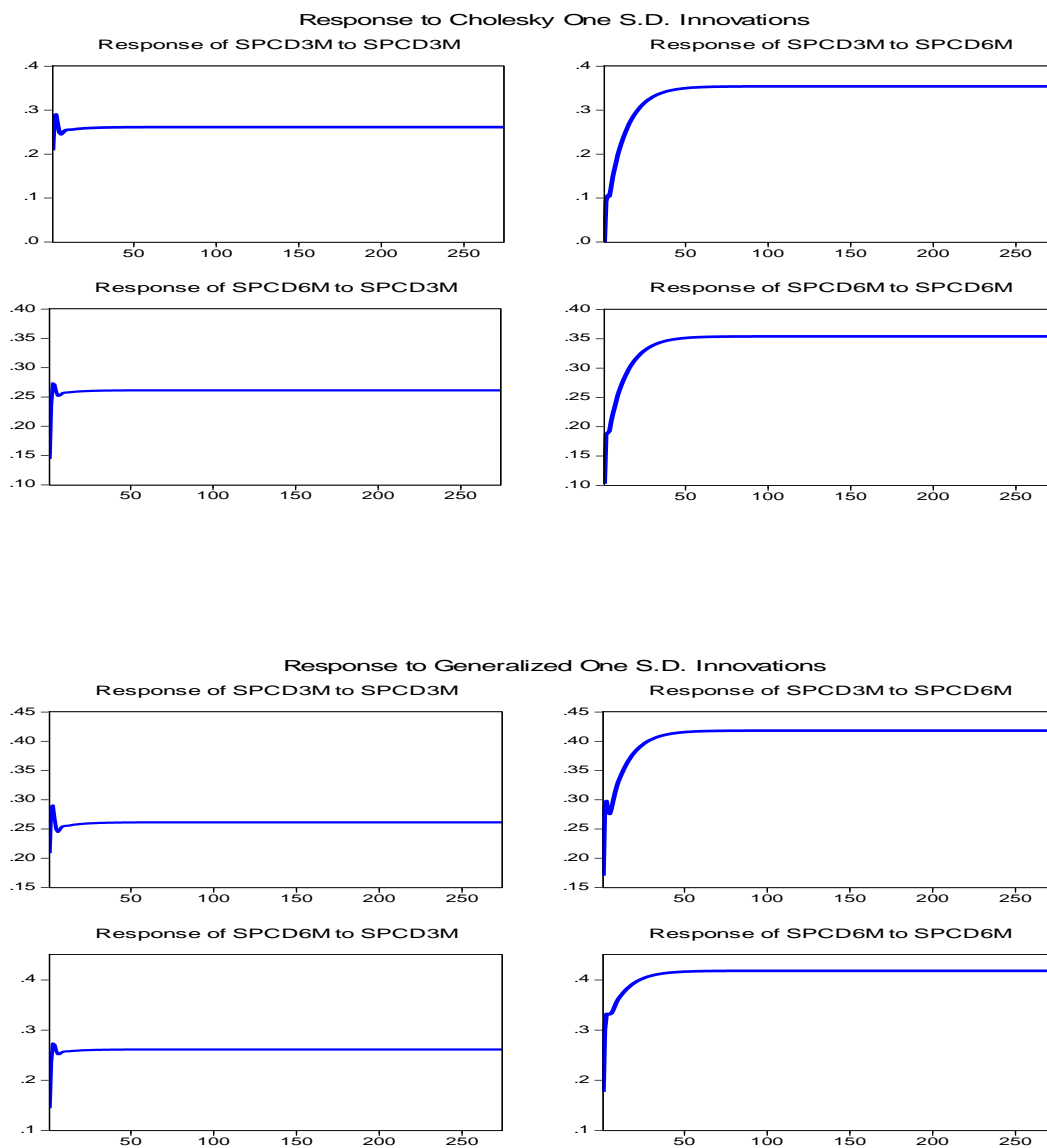 Response to Cholesky One S.D. Innovations
Response of SPCD3M to SPCD3M
.4
.3
.2
.1
.0
50 100 150 200 250
Response of SPCD3M to SPCD6M
.4
.3
.2
.1
.0
50 100 150 200 250
Response of SPCD6M to SPCD3M
.40
.35
.30
.25
.20
.15
.10
50 100 150 200 250
Response of SPCD6M to SPCD6M
.40
.35
.30
.25
.20
.15
.10
50 100 150 200 250
Response to Generalized One S.D. Innovations
Response of SPCD3M to SPCD3M
.45
.40
.35
.30
.25
.20
.15
50 100 150 200 250
Response of SPCD3M to SPCD6M
.45
.40
.35
.30
.25
.20
.15
50 100 150 200 250
Response of SPCD6M to SPCD3M
.4
.3
.2
.1
50 100 150 200 250
Response of SPCD6M to SPCD6M
.4
.3
.2
.1
50 100 150 200 250